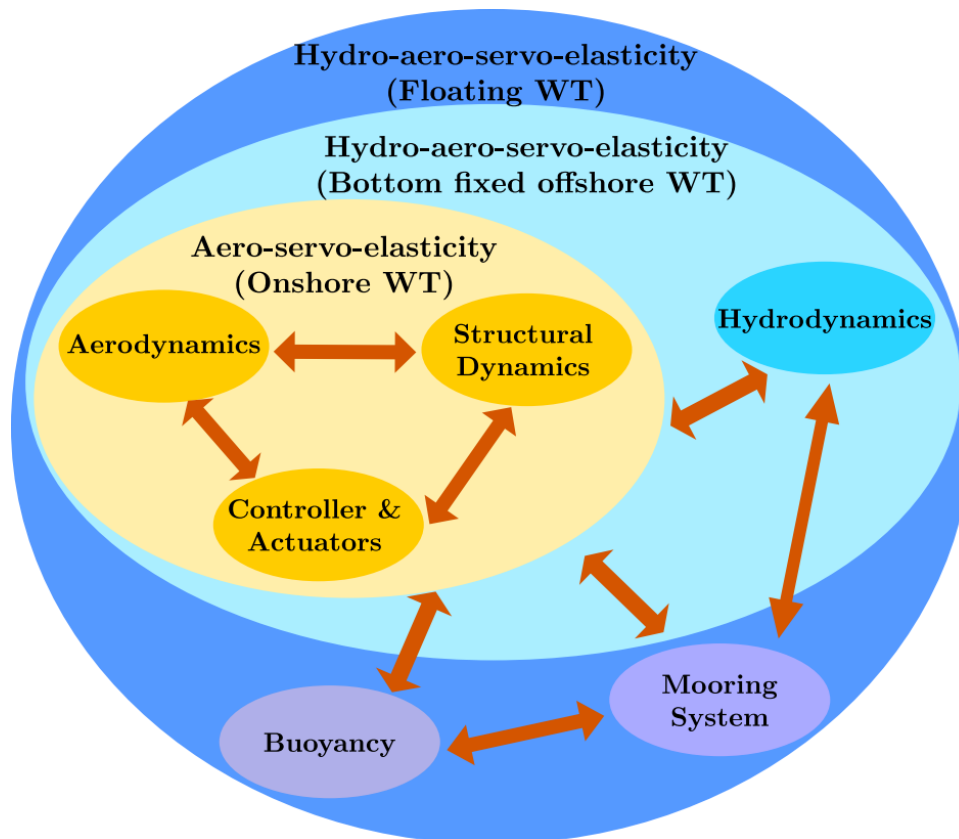 Hydro-aero-servo-elasticity
(Floating WT)
Hydro-aero-servo-elasticity
(Bottom fixed offshore WT)
Aero-servo-elasticity
(Onshore WT)
Aerodynamics
Structural
Dynamics
Hydrodynamics
Controller &
Actuators
Mooring
System
Buoyancy